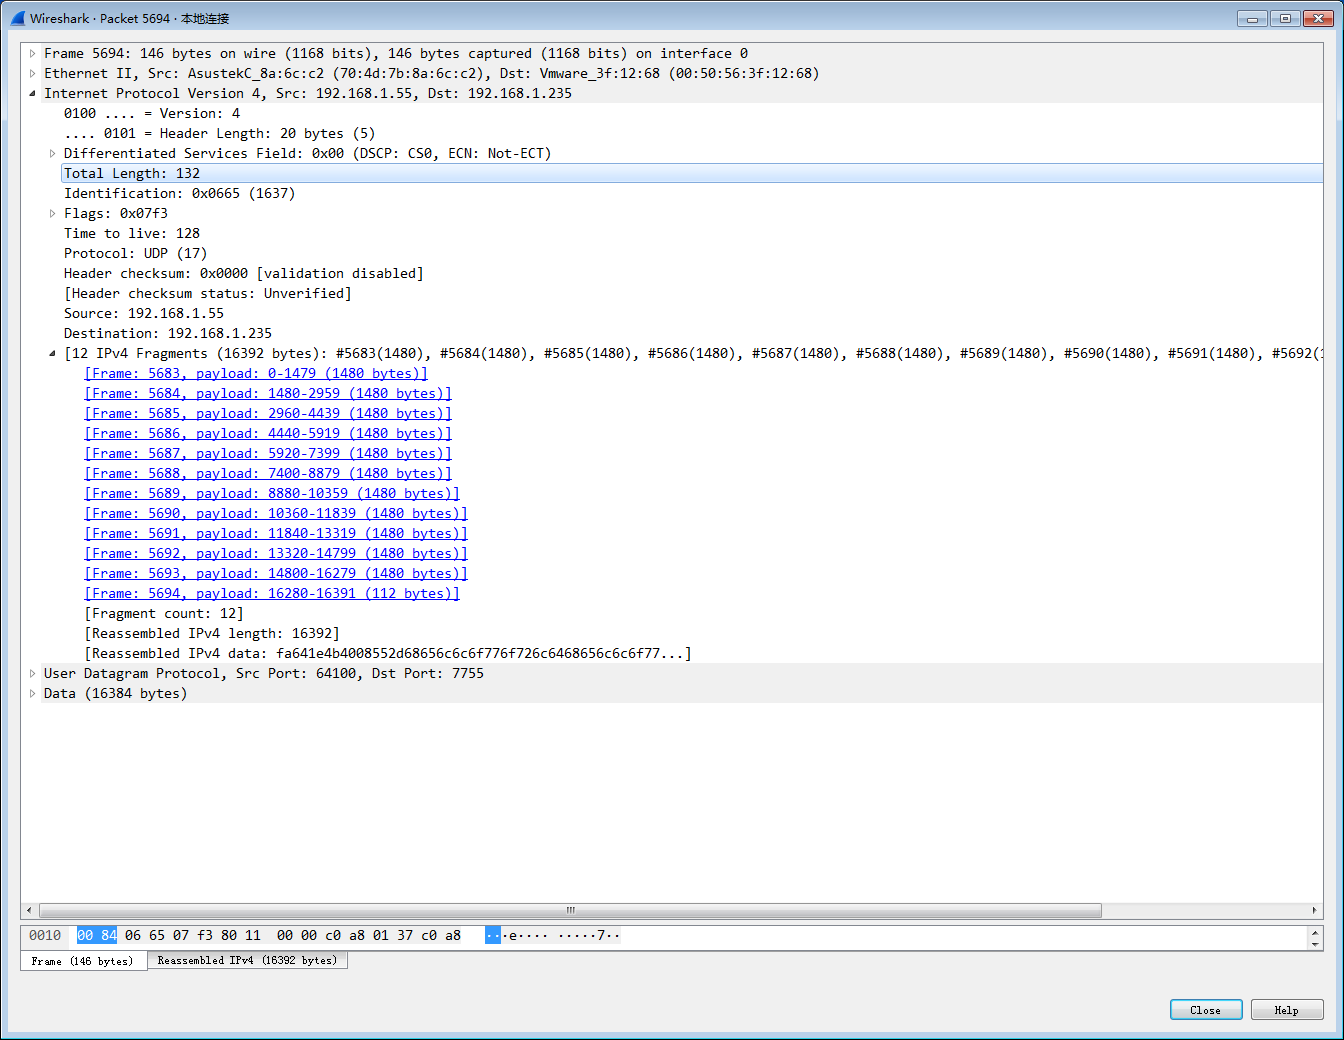 Wireshark · Packet 5694 · 本地连接
Frame 5694: 146 bytes on wire (1168 bits), 146 bytes captured (1168 bits) on interface 0
Ethernet II, Src: AsustekC_8a:6c:c2 (70:4d:7b:8a:6c:c2), Dst: Vmware_3f:12:68 (00:50:56:3f:12:68)
Internet Protocol Version 4, Src: 192.168.1.55, Dst: 192.168.1.235
0100 .... = Version: 4
.... 0101 = Header Length: 20 bytes (5)
Differentiated Services Field: 0x00 (DSCP: CS0, ECN: Not-ECT)
Total Length: 132
Identification: 0x0665 (1637)
Flags: 0x07f3
Time to live: 128
Protocol: UDP (17)
Header checksum: 0x0000 [validation disabled]
[Header checksum status: Unverified]
Source: 192.168.1.55
Destination: 192.168.1.235
[12 IPv4 Fragments (16392 bytes): #5683(1480), #5684(1480), #5685(1480), #5686(1480), #5687(1480), #5688(1480), #5689(1480), #5690(1480), #5691(1480), #5692(1
[Frame: 5683, payload: 0-1479 (1480 bytes)]
[Frame: 5684, payload: 1480-2959 (1480 bytes)]
[Frame: 5685, payload: 2960-4439 (1480 bytes)]
[Frame: 5686, payload: 4440-5919 (1480 bytes)]
[Frame: 5687, payload: 5920-7399 (1480 bytes)]
[Frame: 5688, payload: 7400-8879 (1480 bytes)]
[Frame: 5689, payload: 8880-10359 (1480 bytes)]
[Frame: 5690, payload: 10360-11839 (1480 bytes)]
[Frame: 5691, payload: 11840-13319 (1480 bytes)]
[Frame: 5692, payload: 13320-14799 (1480 bytes)]
[Frame: 5693, payload: 14800-16279 (1480 bytes)]
[Frame: 5694, payload: 16280-16391 (112 bytes)]
[Fragment count: 12]
[Reassembled IPv4 length: 16392]
[Reassembled IPv4 data: fa641e4b4008552d68656c6c6f776f726c6468656c6c6f77...]
User Datagram Protocol, Src Port: 64100, Dst Port: 7755
Data (16384 bytes)
0010 00 84 06 65 07 f3 80 11 00 00 c0 a8 01 37 c0 a8 ···e···· ·····7··
Frame (146 bytes) Reassembled IPv4 (16392 bytes)
Close Help